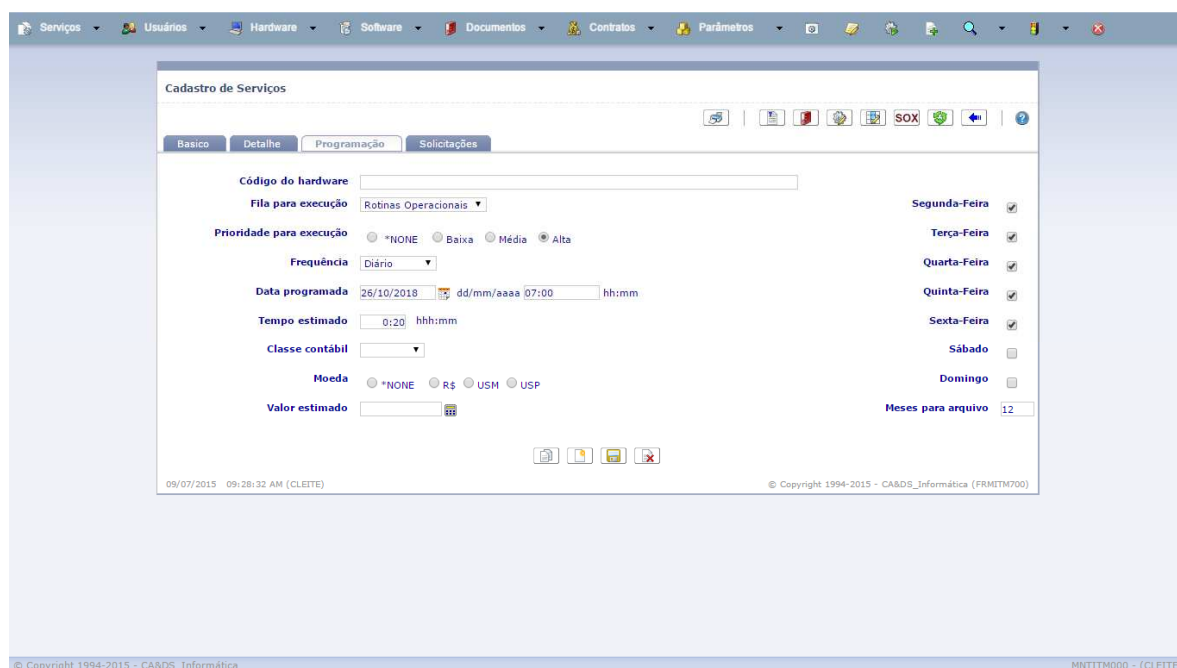 Serviços Usuários Hardware Software Documentos Contratos Parâmetros
Cadastro de Serviços
SOX
Basico Detalhe Programação Solicitações
Código do hardware
Fila para execução Rotinas Operacionais Segunda-Feira
Prioridade para execução *NONE Baixa Média Alta Terça-Feira
Frequência Diário Quarta-Feira
Data programada 26/10/2018 dd/mm/aaaa 07:00 hh:mm Quinta-Feira
Tempo estimado 0:20 hhh:mm Sexta-Feira
Classe contábil Sábado
Moeda *NONE R$ USM USP Domingo
Valor estimado Meses para arquivo 12
09/07/2015 09:28:32 AM (CLEITE) © Copyright 1994-2015 - CA&DS_Informática (FRMITM700)
© Copyright 1994-2015 - CA&DS_Informática MNTITM000 - (CLEITE